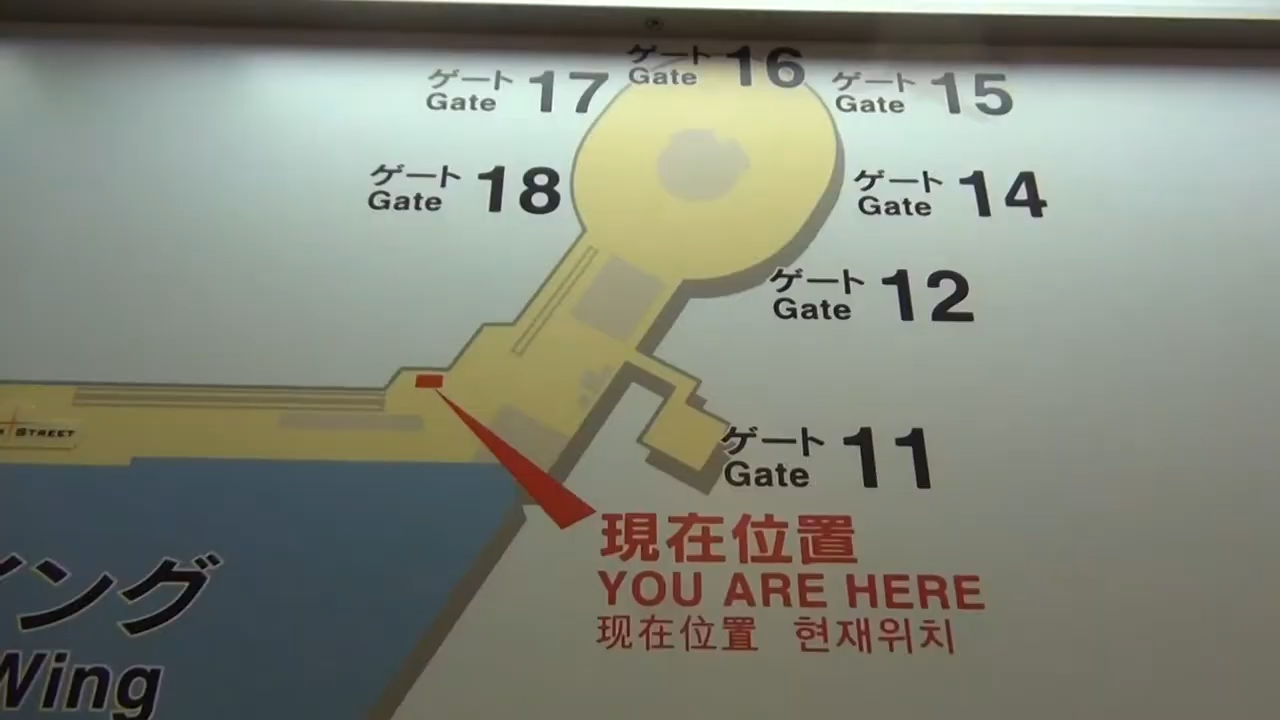 ゲート
Gate 16
ゲート
Gate 17
ゲート
Gate 15
ゲート
Gate 18
ゲート
Gate 14
ゲート
Gate 12
ゲート
Gate 11
STREET
現在位置
YOU ARE HERE
现在位置 현재위치
ング
Wing